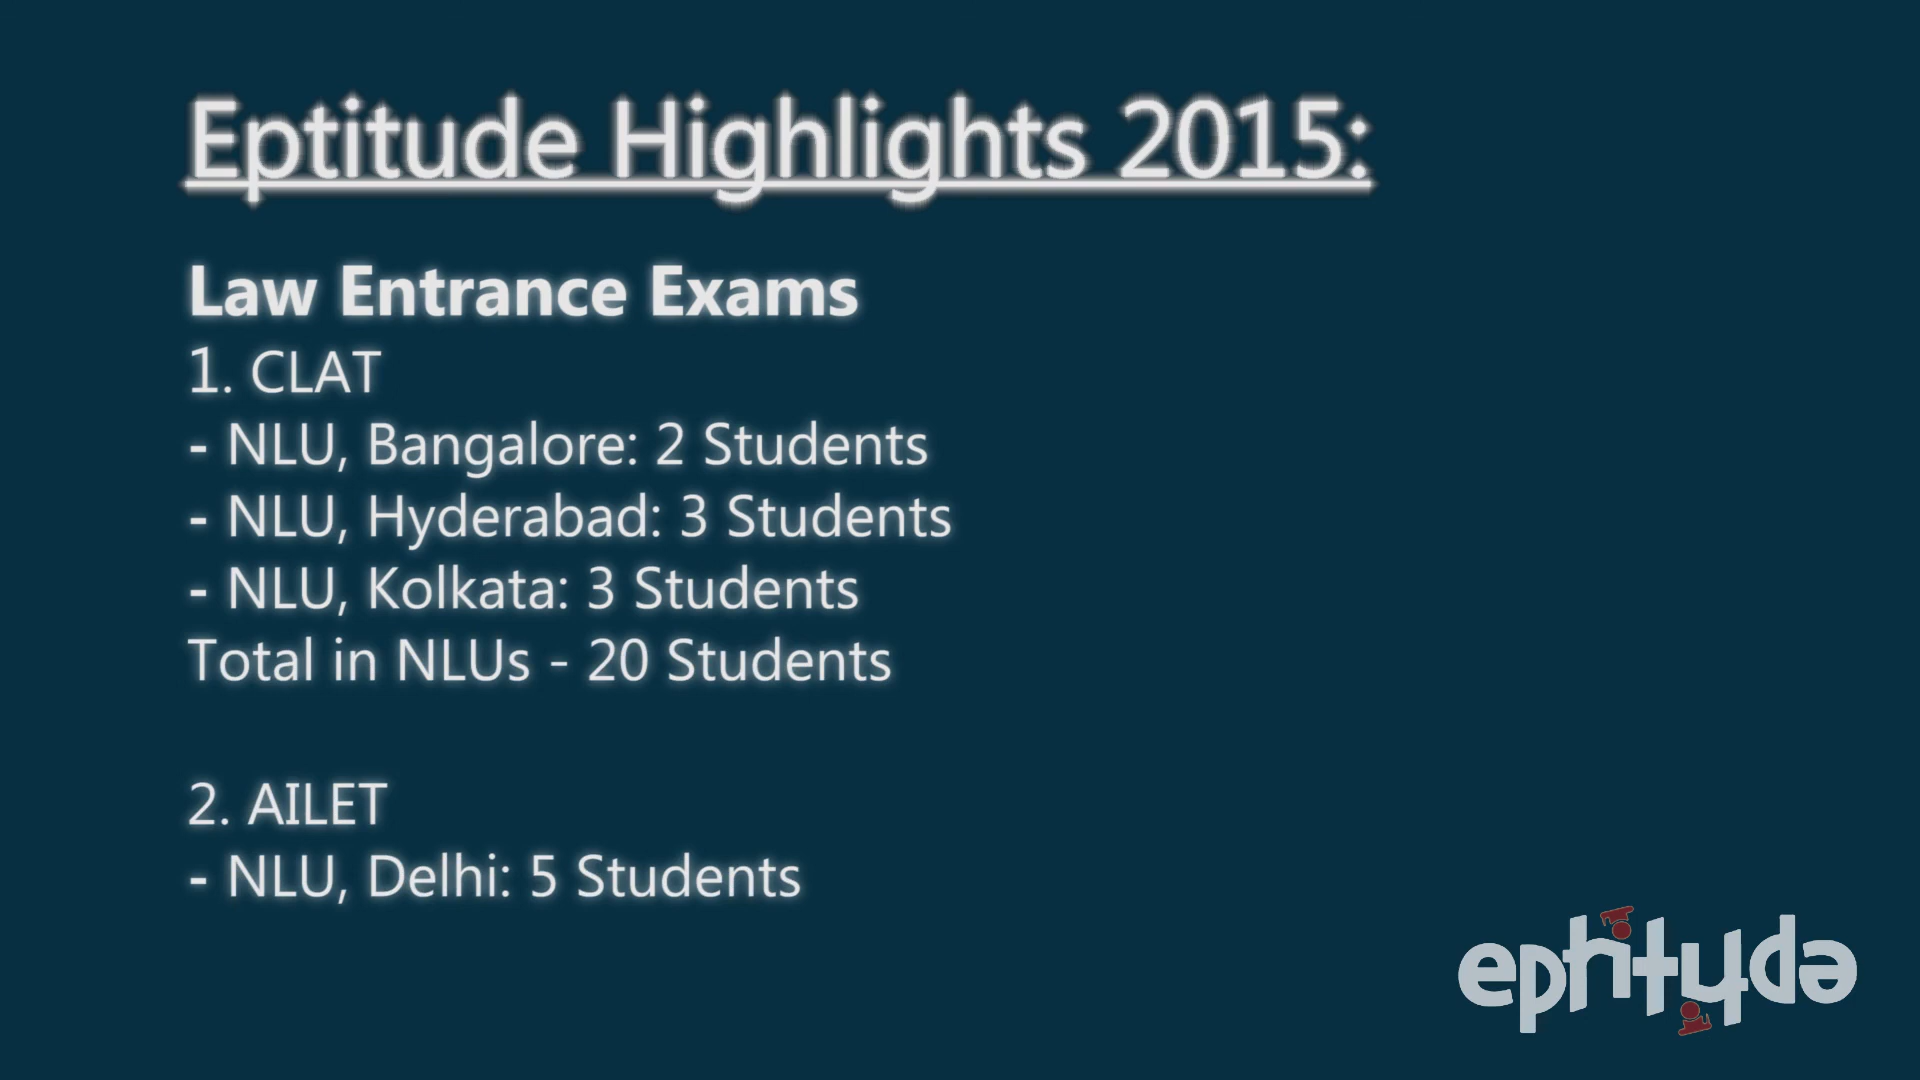 Eptitude Highlights 2015:
Law Entrance Exams
1. CLAT
- NLU, Bangalore: 2 Students
- NLU, Hyderabad: 3 Students
- NLU, Kolkata: 3 Students
Total in NLUs - 20 Students
2. AILET
- NLU, Delhi: 5 Students
eptitude